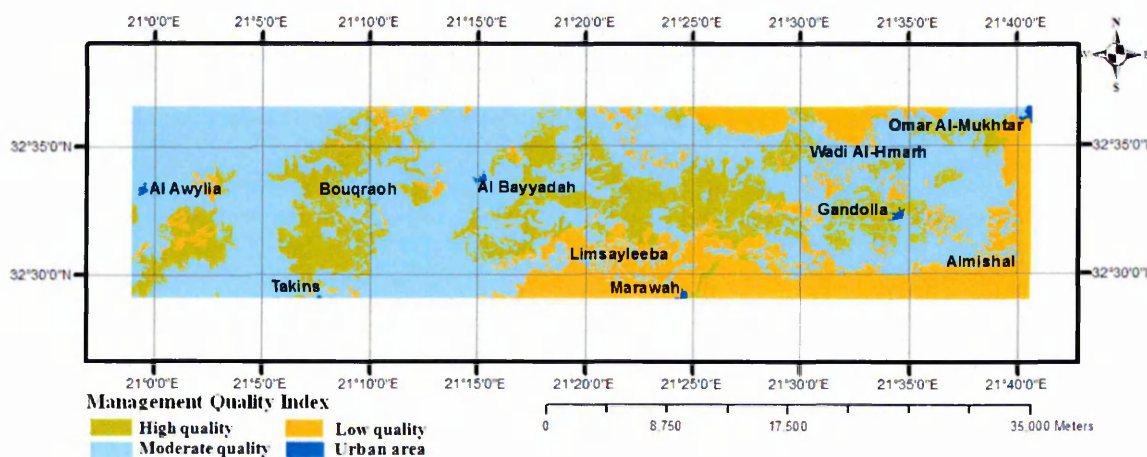 21°0'0"E 21°5'0"E 21°10'0"E 21°15'0"E 21°20'0"E 21°25'0"E 21°30'0"E 21°35'0"E 21°40'0"E
N
W E
S
Omar Al-Mukhtar
32°35'0"N 32°35'0"N
Wadi Al-Hmarh
Al Awylia Bouqraoh Al Bayyadah
Gandolla
Limsayleeba Almishal
32°30'0"N 32°30'0"N
Takins Marawah
21°0'0"E 21°5'0"E 21°10'0"E 21°15'0"E 21°20'0"E 21°25'0"E 21°30'0"E 21°35'0"E 21°40'0"E
Management Quality Index
High quality Low quality
Moderate quality Urban area
0 8,750 17,500 35,000 Meters